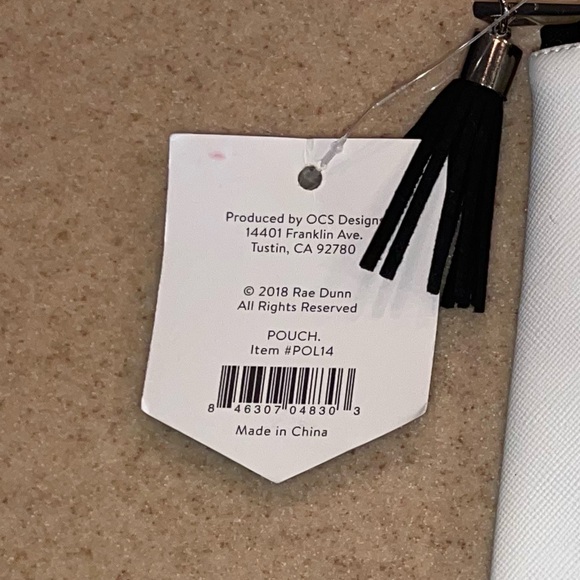 Produced by OCS Designs
14401 Franklin Ave.
Tustin, CA 92780
© 2018 Rae Dunn
All Rights Reserved
POUCH.
Item #POL14
8 46307 04830 3
Made in China